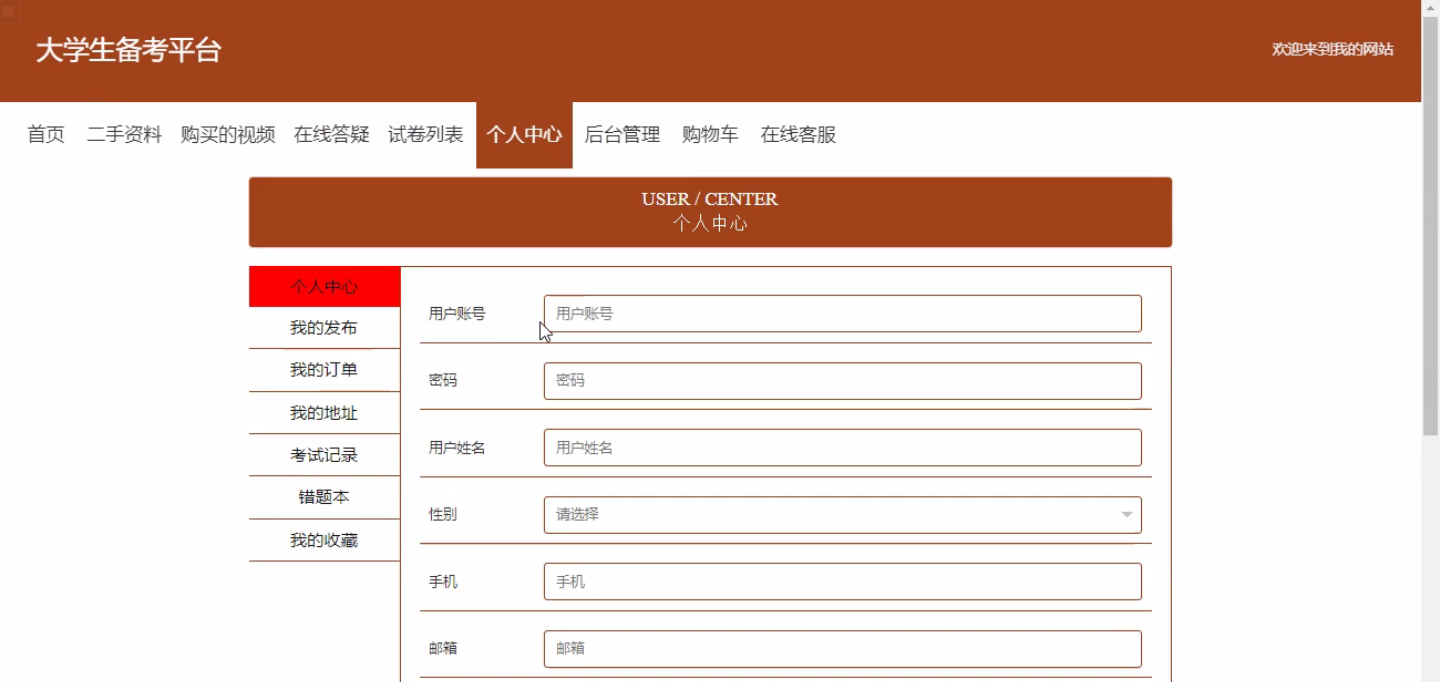 大学生备考平台
欢迎来到我的网站
首页 二手资料 购买的视频 在线答疑 试卷列表 个人中心 后台管理 购物车 在线客服
USER / CENTER
个人中心
个人中心
我的发布
我的订单
我的地址
考试记录
错题本
我的收藏
用户账号 用户账号
密码 密码
用户姓名 用户姓名
性别 请选择
手机 手机
邮箱 邮箱